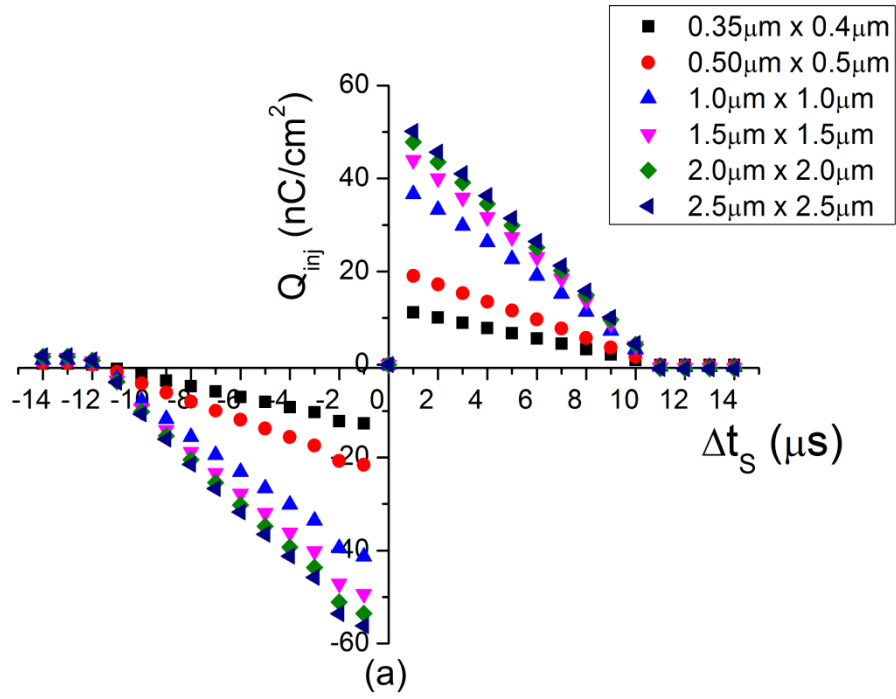 0.35μm x 0.4μm
0.50μm x 0.5μm
1.0μm x 1.0μm
1.5μm x 1.5μm
2.0μm x 2.0μm
2.5μm x 2.5μm
Q_inj (nC/cm²)
60
40
20
0
-14 -12 -10 -8 -6 -4 -2 0 2 4 6 8 10 12 14
Δt_S (μs)
-20
-40
-60
(a)